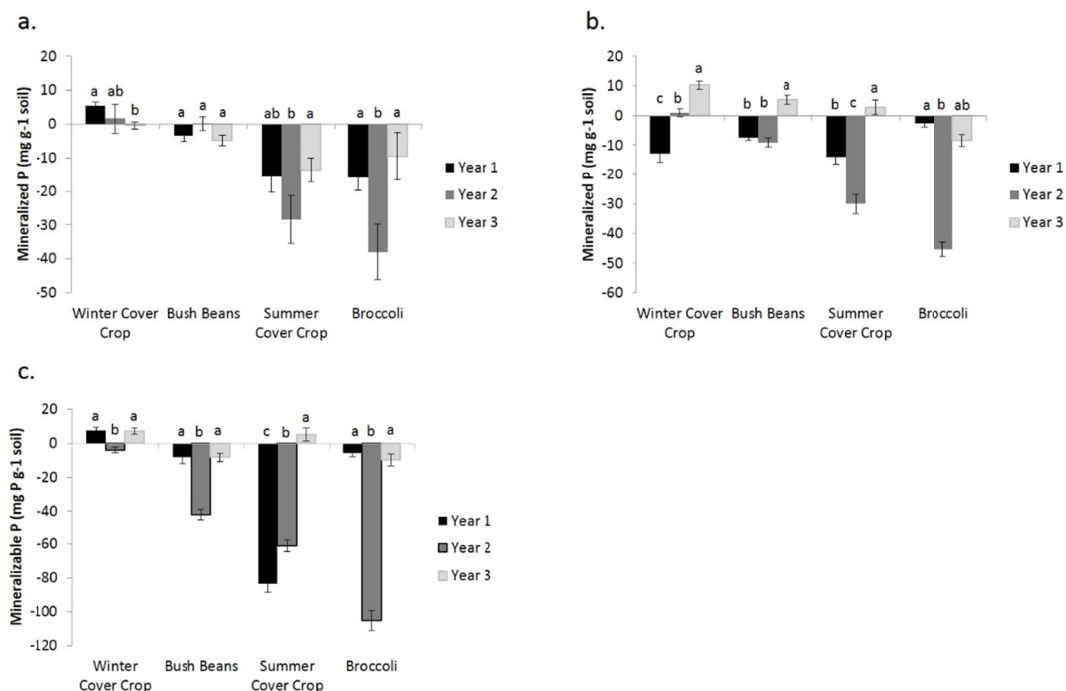 a.
Mineralized P (mg g-1 soil)
20
10
0
-10
-20
-30
-40
-50
a ab b
a a a
ab b a
a b a
Winter Cover Crop
Bush Beans
Summer Cover Crop
Broccoli
Year 1
Year 2
Year 3
b.
Mineralized P (mg g-1 soil)
20
10
0
-10
-20
-30
-40
-50
-60
c b a
b b a
b c a
a b ab
Winter Cover Crop
Bush Beans
Summer Cover Crop
Broccoli
Year 1
Year 2
Year 3
c.
Mineralizable P (mg P g-1 soil)
20
0
-20
-40
-60
-80
-100
-120
a b a
a b a
c b a
a b a
Winter Cover Crop
Bush Beans
Summer Cover Crop
Broccoli
Year 1
Year 2
Year 3